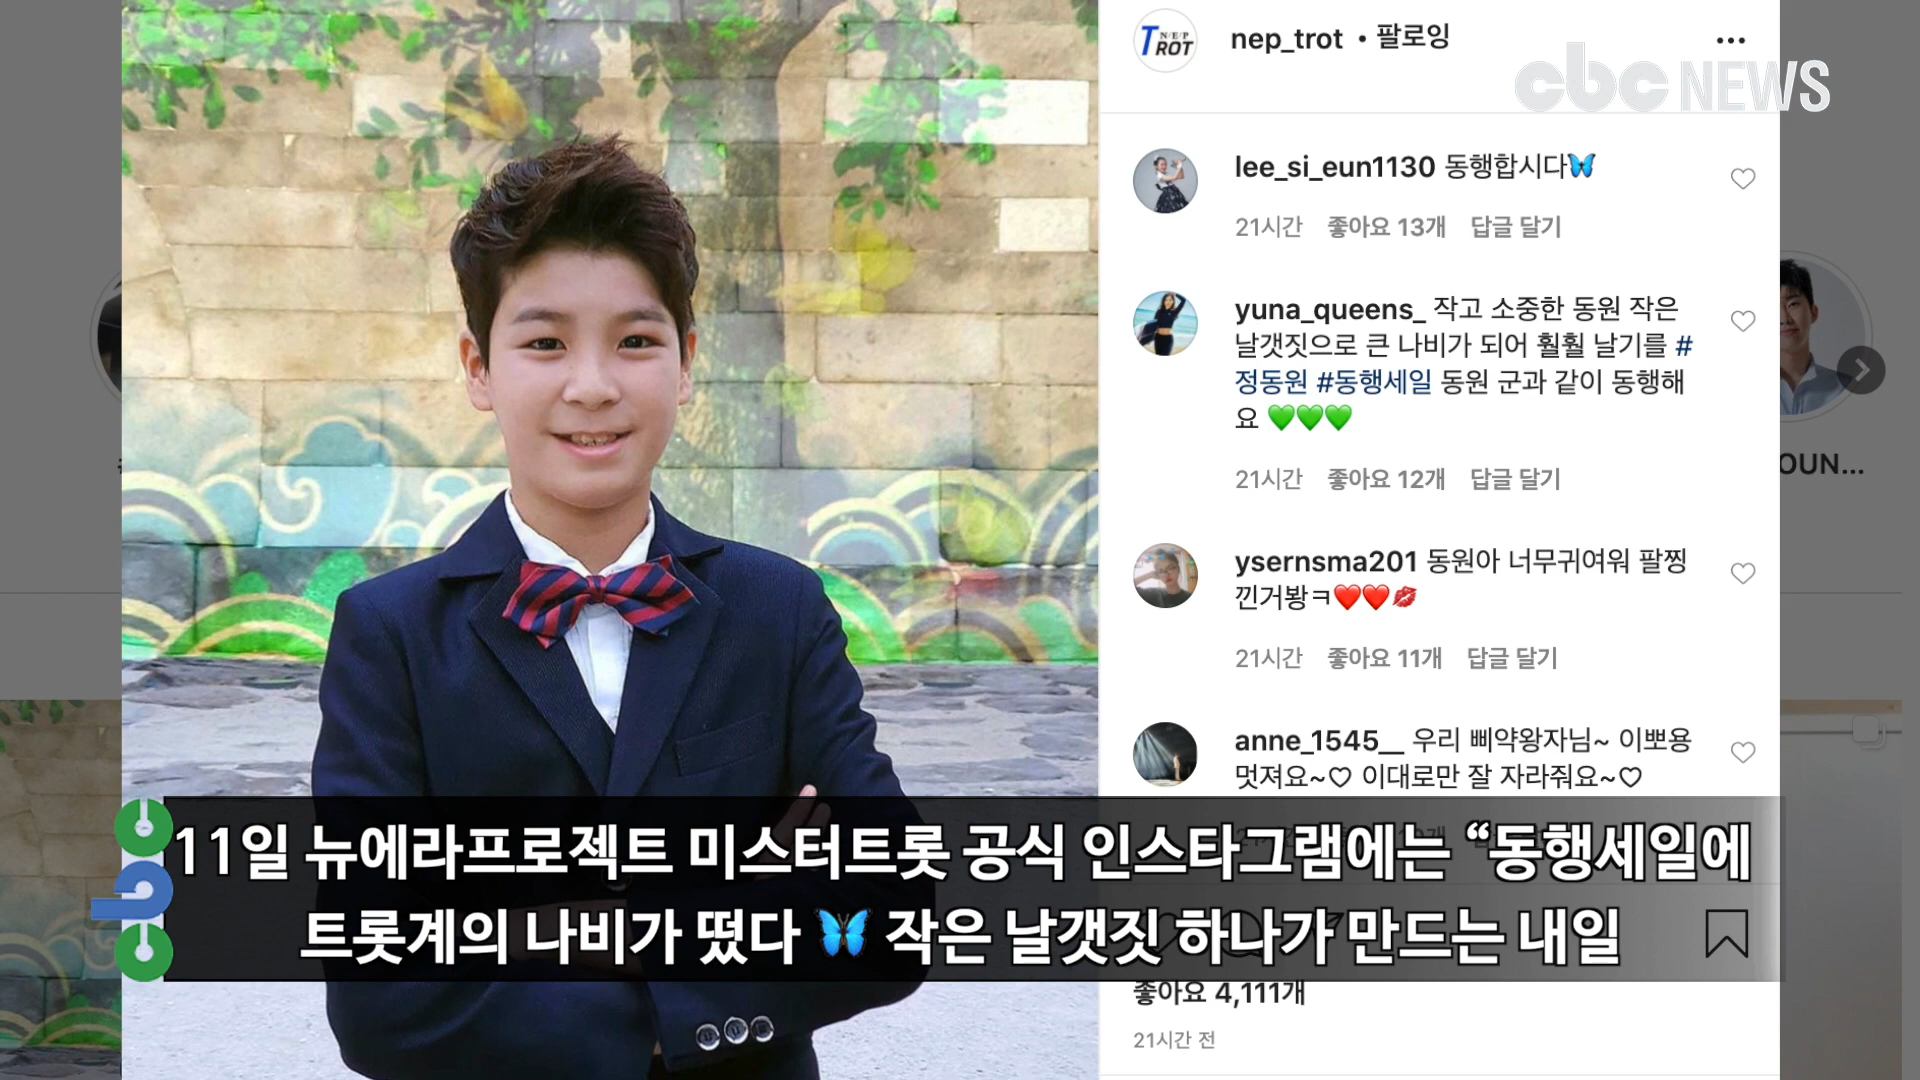 N/E/P
TROT
nep_trot • 팔로잉
cbc NEWS
lee_si_eun1130 동행합시다🦋
21시간 좋아요 13개 답글 달기
yuna_queens_ 작고 소중한 동원 작은
날갯짓으로 큰 나비가 되어 훨훨 날기를 #
정동원 #동행세일 동원 군과 같이 동행해
요 💚💚💚
21시간 좋아요 12개 답글 달기
OUN...
ysernsma201 동원아 너무귀여워 팔찡
낀거봥ㅋ❤️❤️💋
21시간 좋아요 11개 답글 달기
anne_1545__ 우리 삐약왕자님~ 이뽀용
멋져요~♡ 이대로만 잘 자라줘요~♡
11일 뉴에라프로젝트 미스터트롯 공식 인스타그램에는 “동행세일에
트롯계의 나비가 떴다 🦋 작은 날갯짓 하나가 만드는 내일
좋아요 4,111개
21시간 전